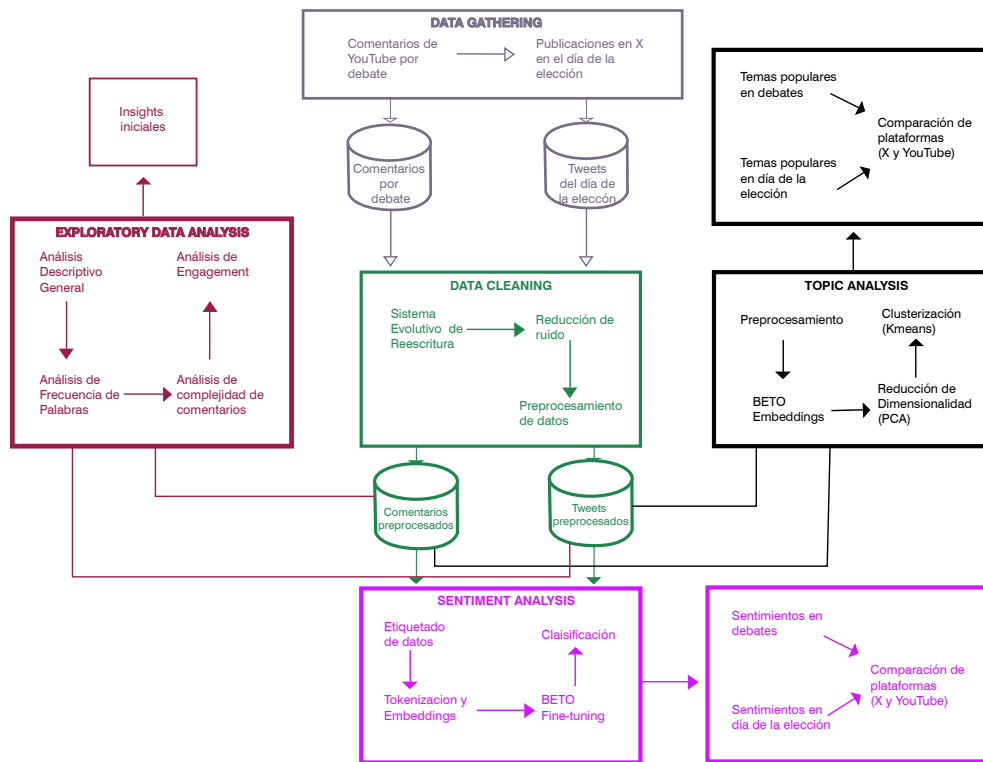 DATA GATHERING
Comentarios de
YouTube por
debate
Publicaciones en X
en el día de la
elección
Comentarios
por
debate
Tweets
del día de
la eleccón
Insights
iniciales
EXPLORATORY DATA ANALYSIS
Análisis
Descriptivo
General
Análisis de
Engagement
Análisis de
Frecuencia de
Palabras
Análisis de
complejidad de
comentarios
DATA CLEANING
Sistema
Evolutivo de
Reescritura
Reducción de
ruido
Preprocesamiento
de datos
Comentarios
preprocesados
Tweets
preprocesados
Temas populares
en debates
Temas populares
en día de la
elección
Comparación de
plataformas
(X y YouTube)
TOPIC ANALYSIS
Preprocesamiento
Clusterización
(Kmeans)
BETO
Embeddings
Reducción de
Dimensionalidad
(PCA)
SENTIMENT ANALYSIS
Etiquetado
de datos
Claisificación
Tokenizacion y
Embeddings
BETO
Fine-tuning
Sentimientos en
debates
Sentimientos en
día de la elección
Comparación de
plataformas
(X y YouTube)